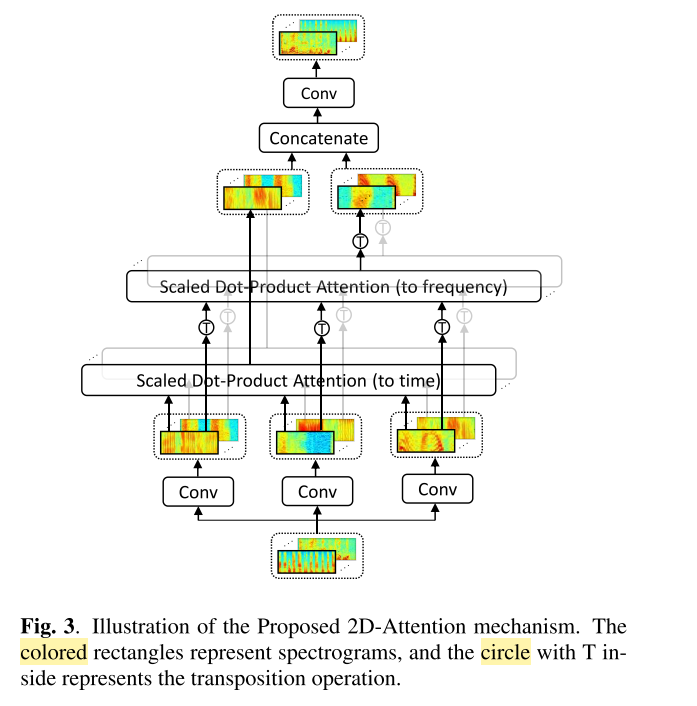 Conv
Concatenate
T
T
Scaled Dot-Product Attention (to frequency)
T
T
T
T
T
T
Scaled Dot-Product Attention (to time)
Conv
Conv
Conv
Fig. 3. Illustration of the Proposed 2D-Attention mechanism. The
colored rectangles represent spectrograms, and the circle with T in-
side represents the transposition operation.